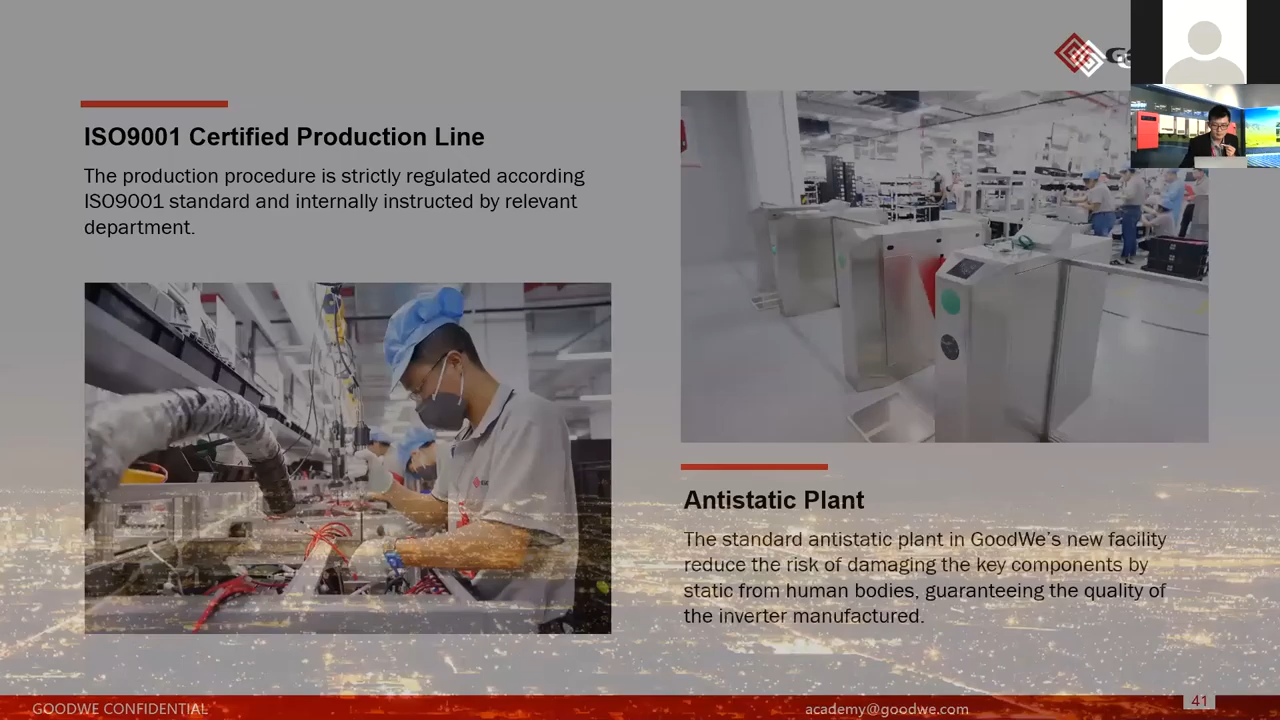 ISO9001 Certified Production Line
The production procedure is strictly regulated according
ISO9001 standard and internally instructed by relevant
department.
Antistatic Plant
The standard antistatic plant in GoodWe's new facility
reduce the risk of damaging the key components by
static from human bodies, guaranteeing the quality of
the inverter manufactured.
GOODWE CONFIDENTIAL
academy@goodwe.com
41